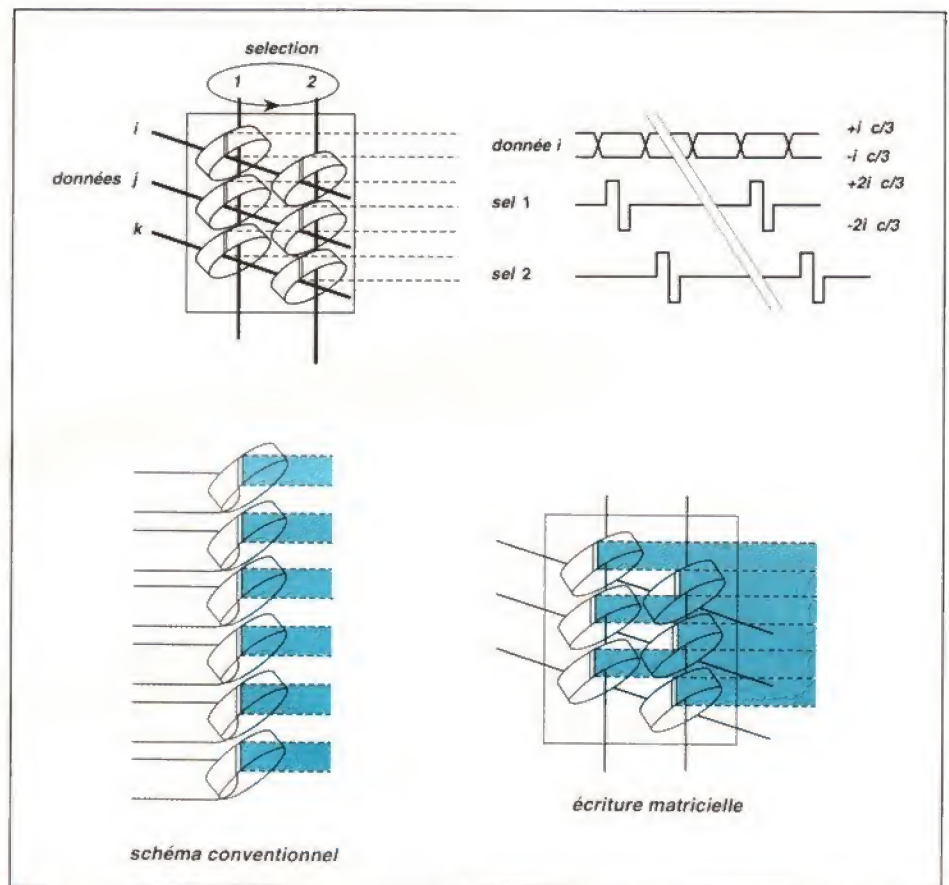 selection
1 2
i
données j
k
donnée i
+i c/3
-i c/3
sel 1
+2i c/3
-2i c/3
sel 2
schéma conventionnel
écriture matricielle